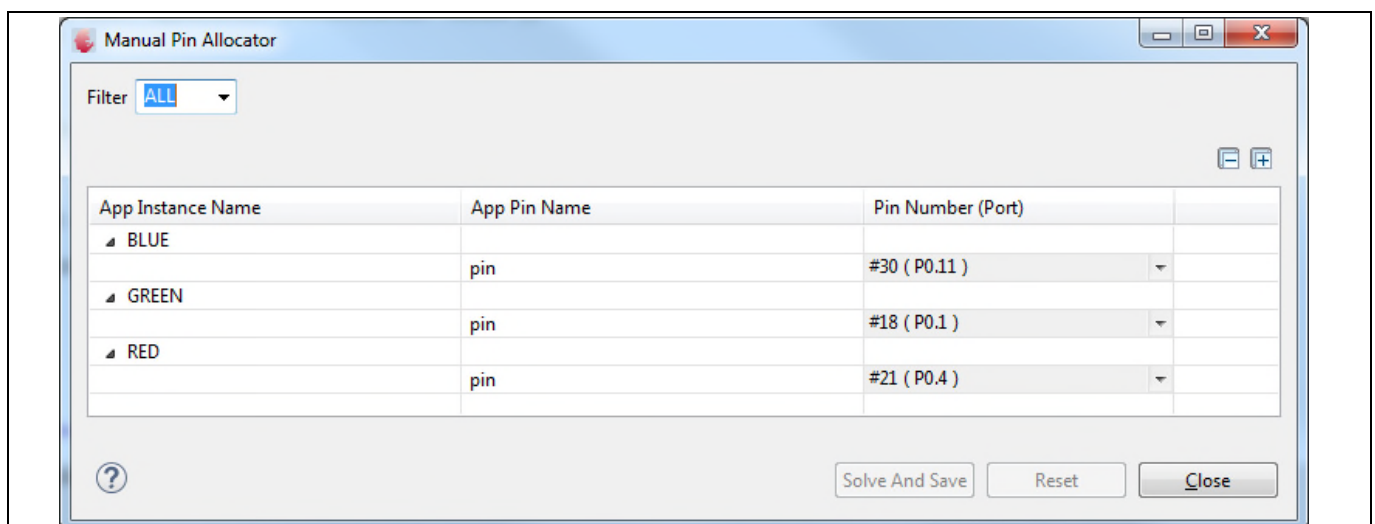 Manual Pin Allocator
Filter ALL
App Instance Name App Pin Name Pin Number (Port)
BLUE
pin #30 ( P0.11 )
GREEN
pin #18 ( P0.1 )
RED
pin #21 ( P0.4 )
? Solve And Save Reset Close